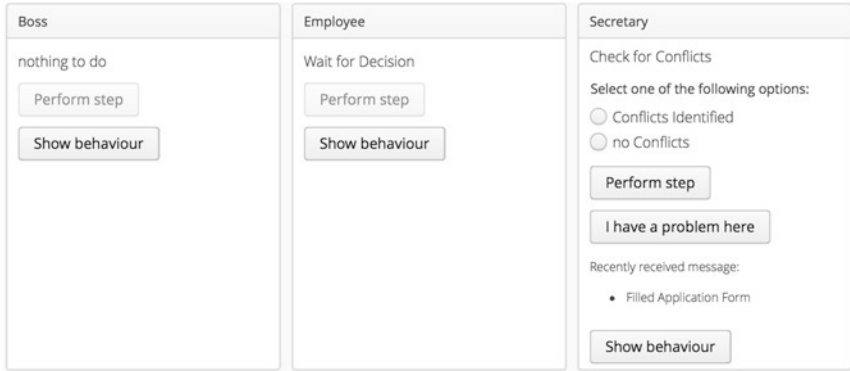 Boss
nothing to do
Perform step
Show behaviour
Employee
Wait for Decision
Perform step
Show behaviour
Secretary
Check for Conflicts
Select one of the following options:
Conflicts Identified
no Conflicts
Perform step
I have a problem here
Recently received message:
• Filled Application Form
Show behaviour